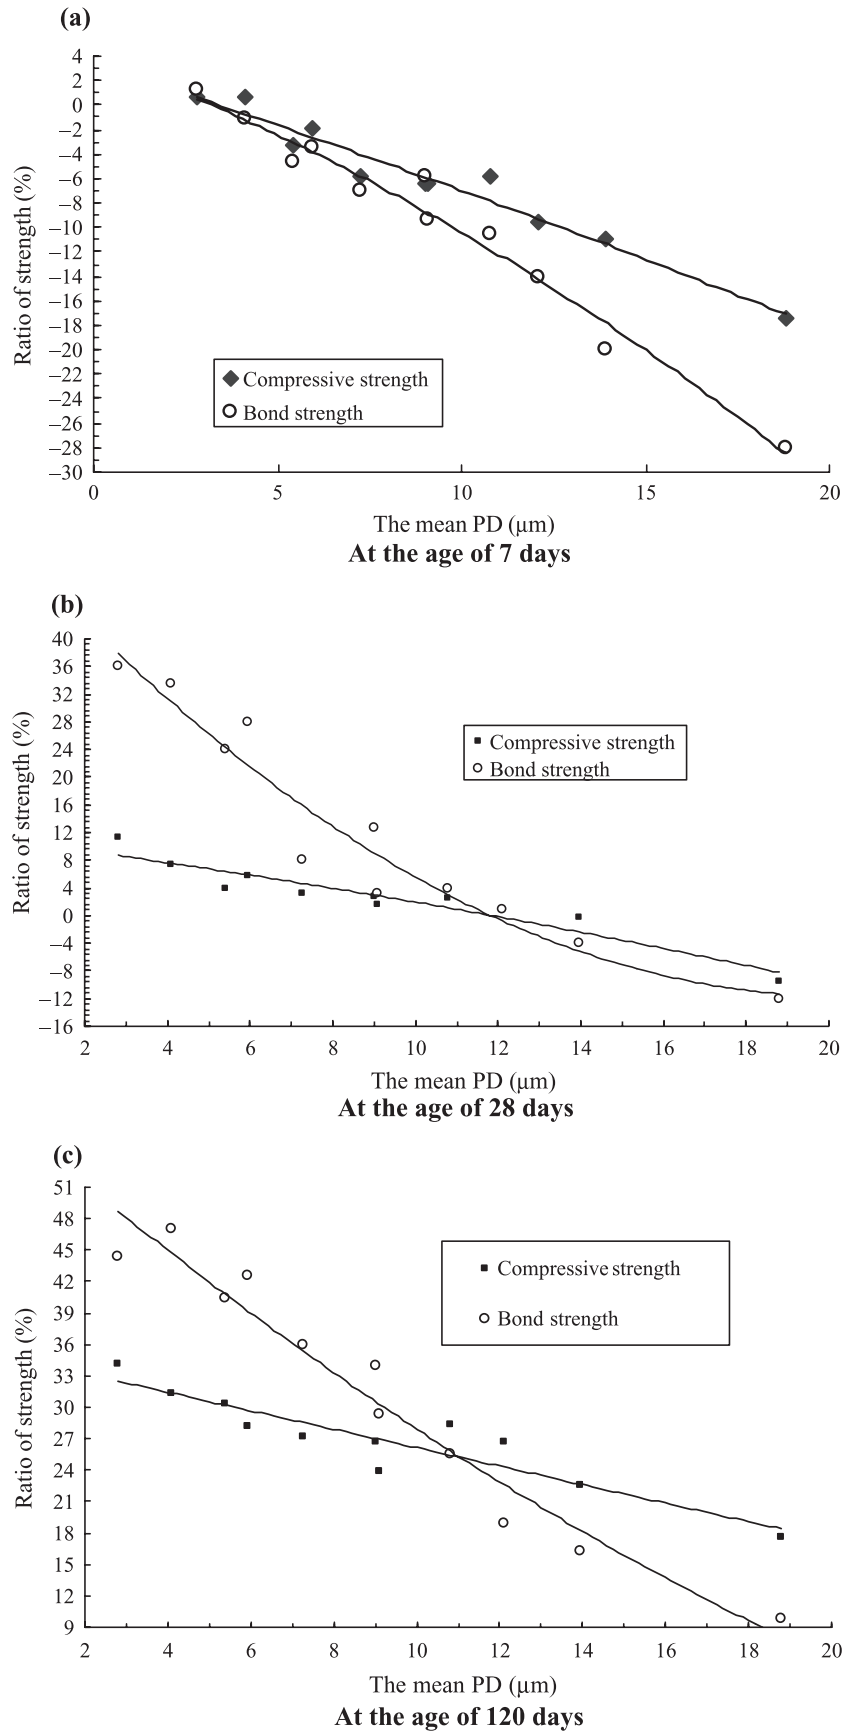 (a)
4
2
0
−2
−4
−6
−8
−10
−12
−14
−16
−18
−20
−22
−24
−26
−28
−30
Ratio of strength (%)
Compressive strength
Bond strength
0 5 10 15 20
The mean PD (μm)
At the age of 7 days
(b)
40
36
32
28
24
20
16
12
8
4
0
−4
−8
−12
−16
Ratio of strength (%)
Compressive strength
Bond strength
2 4 6 8 10 12 14 16 18 20
The mean PD (μm)
At the age of 28 days
(c)
51
48
45
42
39
36
33
30
27
24
21
18
15
12
9
Ratio of strength (%)
Compressive strength
Bond strength
2 4 6 8 10 12 14 16 18 20
The mean PD (μm)
At the age of 120 days